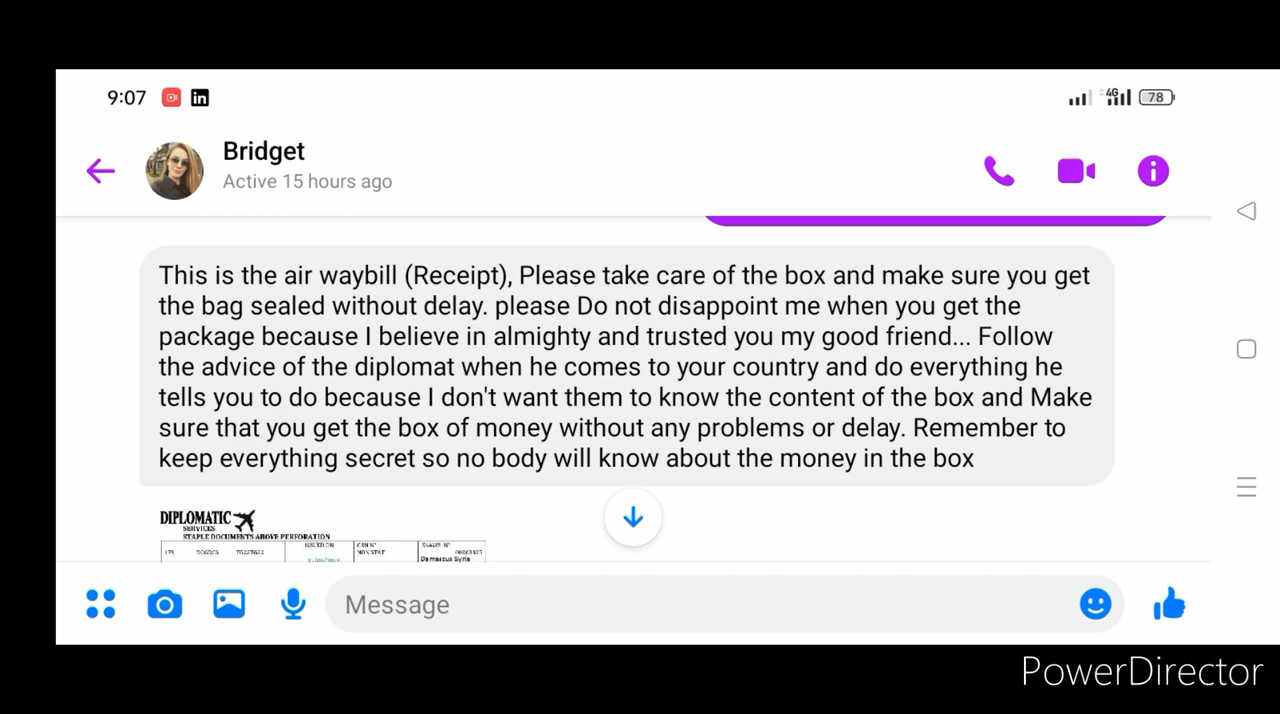 9:07
4G
78
Bridget
Active 15 hours ago
This is the air waybill (Receipt), Please take care of the box and make sure you get
the bag sealed without delay. please Do not disappoint me when you get the
package because I believe in almighty and trusted you my good friend... Follow
the advice of the diplomat when he comes to your country and do everything he
tells you to do because I don't want them to know the content of the box and Make
sure that you get the box of money without any problems or delay. Remember to
keep everything secret so no body will know about the money in the box
DIPLOMATIC
SERVICES
STAPLE DOCUMENTS ABOVE PERFORATION
ISSUED ON
Damascus Syria
Message
PowerDirector